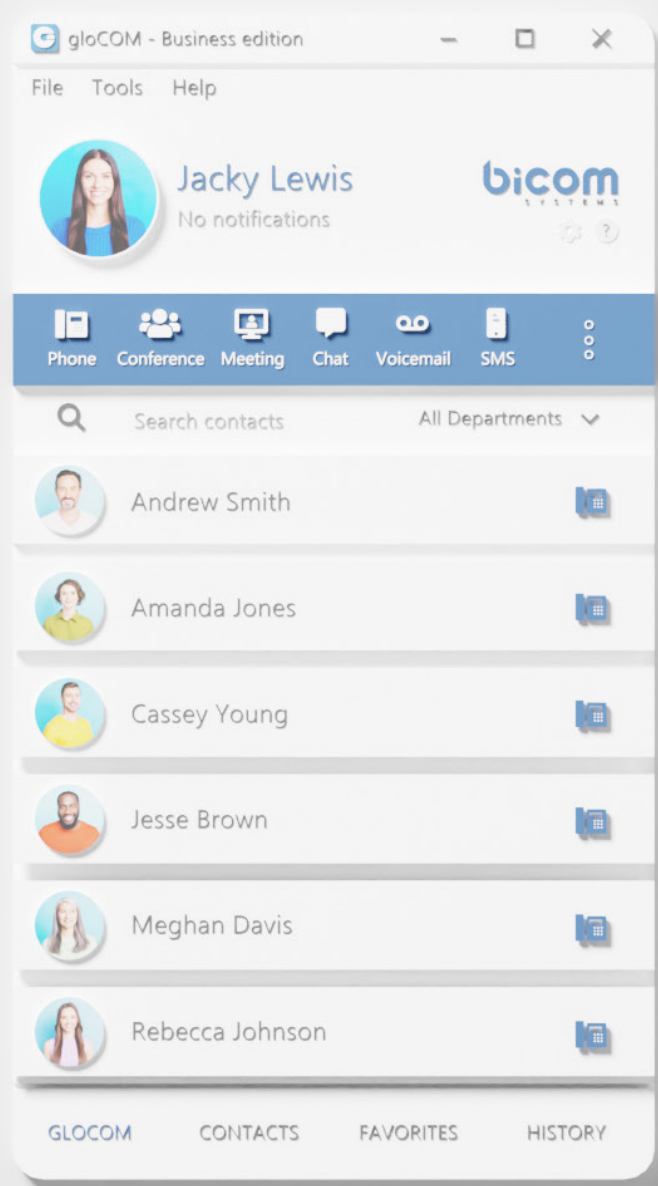 gloCOM - Business edition
File Tools Help
Jacky Lewis
No notifications
bicom
SYSTEMS
?
Phone Conference Meeting Chat Voicemail SMS
Search contacts All Departments
Andrew Smith
Amanda Jones
Cassey Young
Jesse Brown
Meghan Davis
Rebecca Johnson
GLOCOM CONTACTS FAVORITES HISTORY